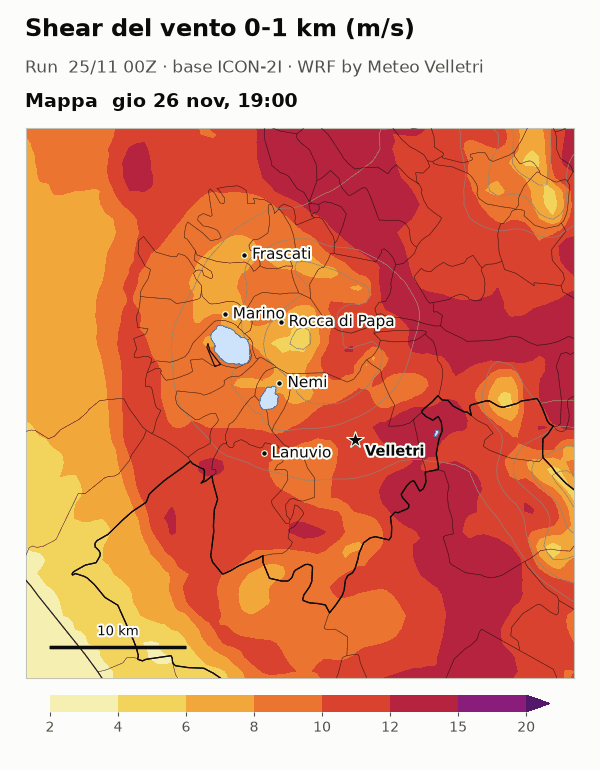 Shear del vento 0-1 km (m/s)
Run  25/11 00Z · base ICON-2I · WRF by Meteo Velletri
Mappa  gio 26 nov, 19:00
Frascati
Marino
Rocca di Papa
Nemi
Velletri
Lanuvio
10 km
2 4 6 8 10 12 15 20